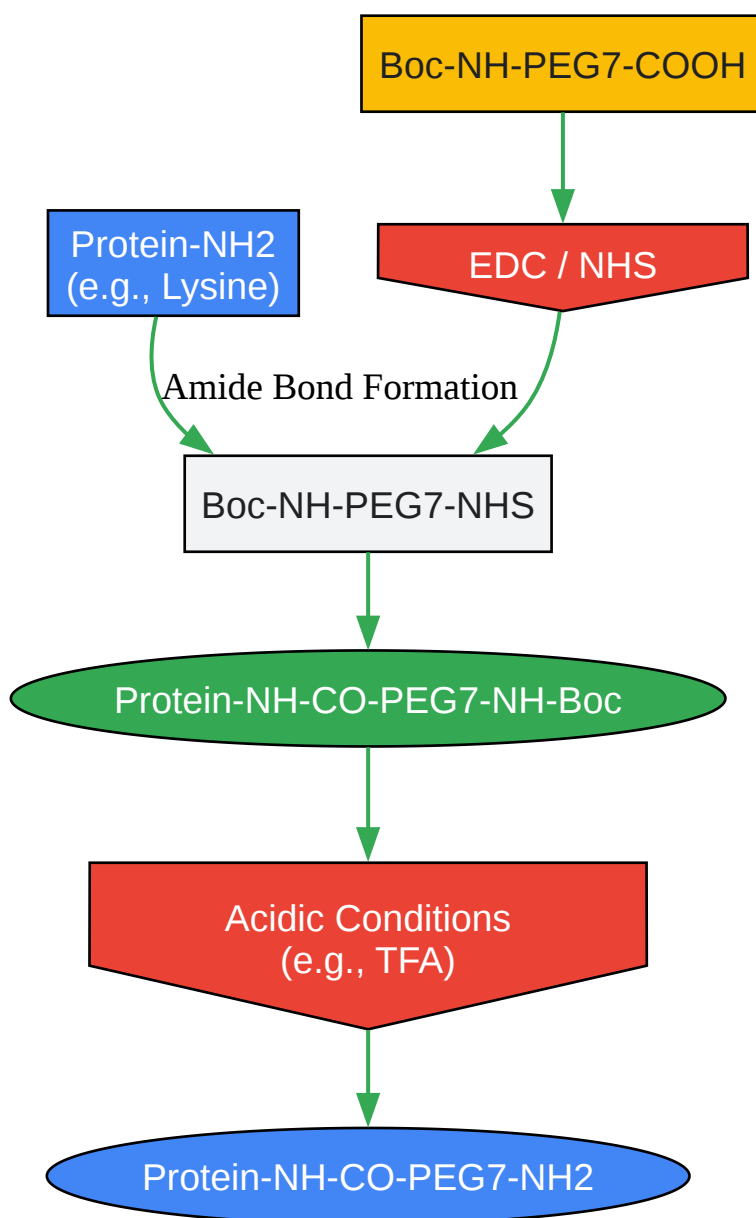 Boc-NH-PEG7-COOH
Protein-NH2
(e.g., Lysine)
EDC / NHS
Amide Bond Formation
Boc-NH-PEG7-NHS
Protein-NH-CO-PEG7-NH-Boc
Acidic Conditions
(e.g., TFA)
Protein-NH-CO-PEG7-NH2